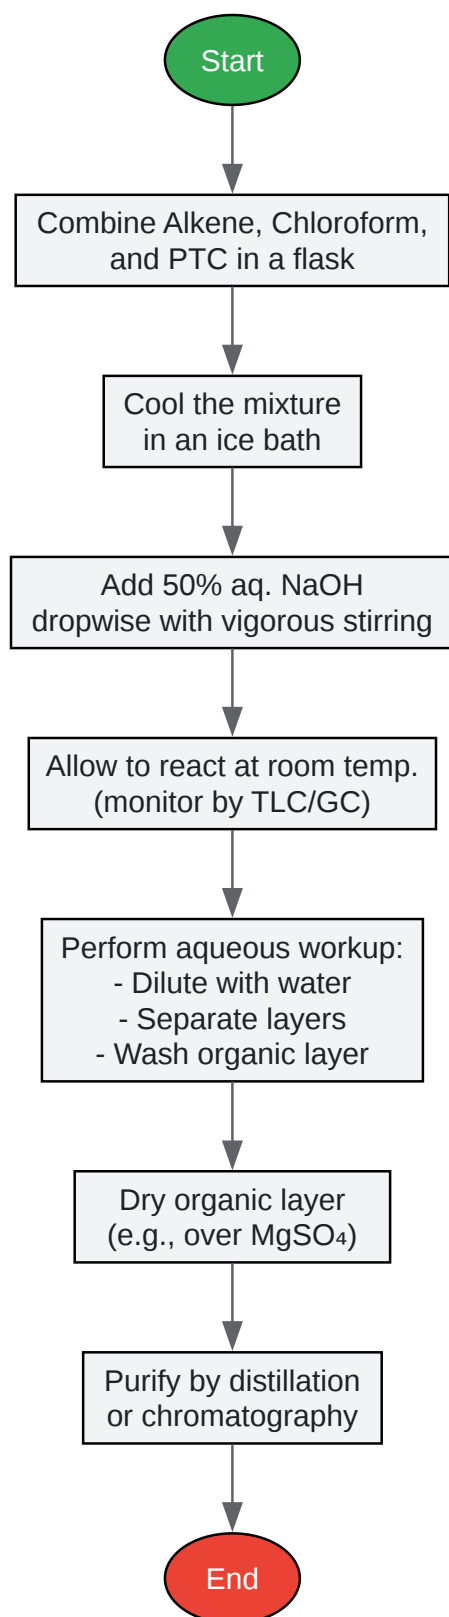 Start
Combine Alkene, Chloroform,
and PTC in a flask
Cool the mixture
in an ice bath
Add 50% aq. NaOH
dropwise with vigorous stirring
Allow to react at room temp.
(monitor by TLC/GC)
Perform aqueous workup:
- Dilute with water
- Separate layers
- Wash organic layer
Dry organic layer
(e.g., over MgSO₄)
Purify by distillation
or chromatography
End